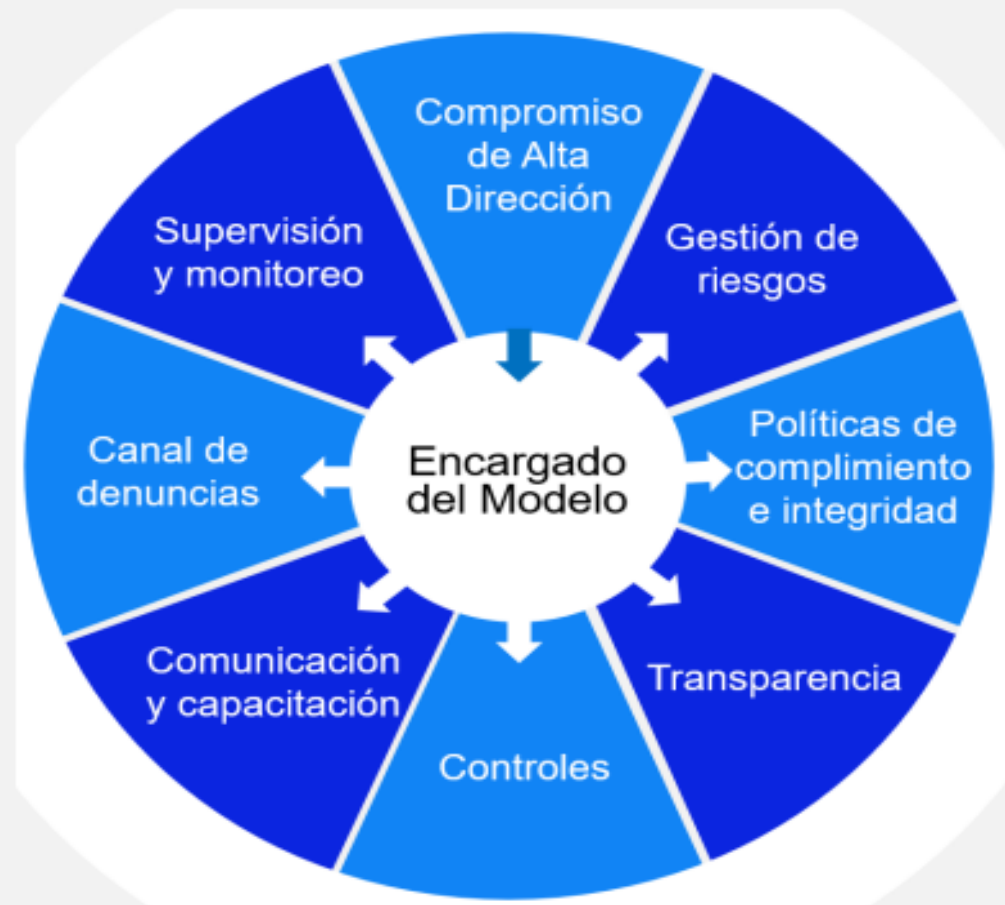 Compromiso
de Alta
Dirección
Gestión de
riesgos
Políticas de
complimiento
e integridad
Transparencia
Controles
Comunicación
y capacitación
Canal de
denuncias
Supervisión
y monitoreo
Encargado
del Modelo